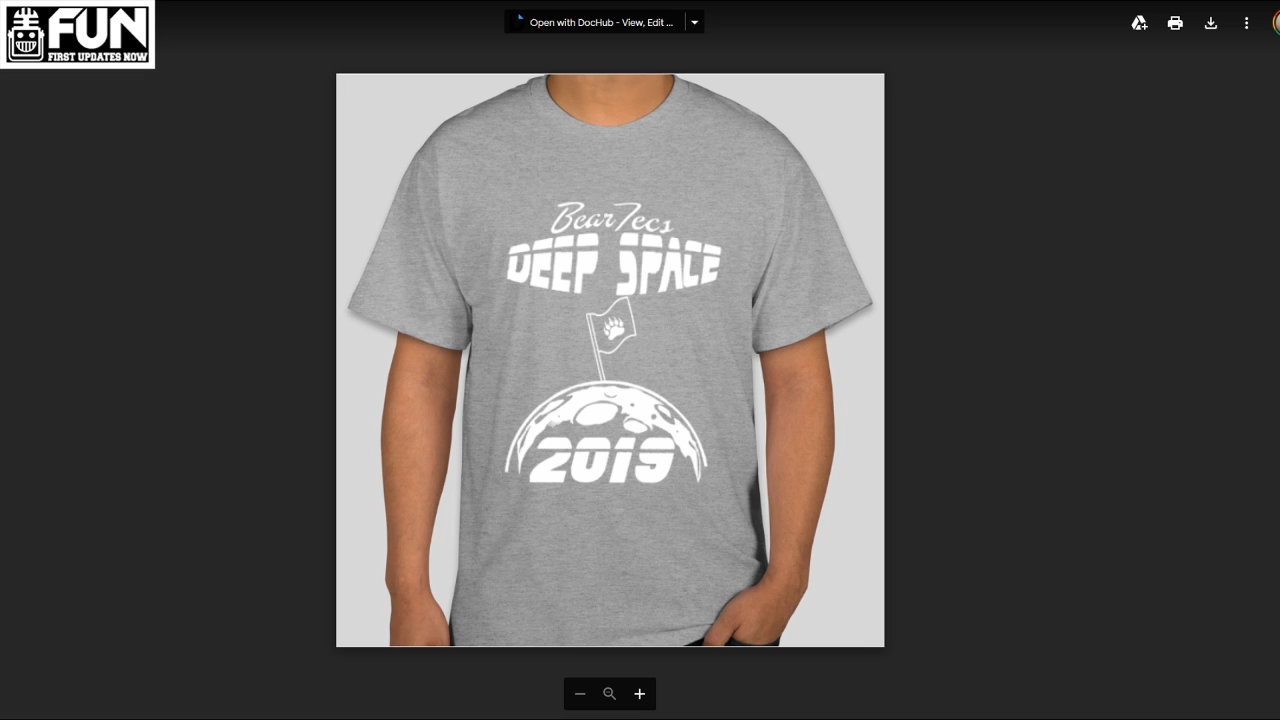 FUN
FIRST UPDATES NOW
Open with DocHub - View, Edit ...
BearTecs
DEEP SPACE
2019